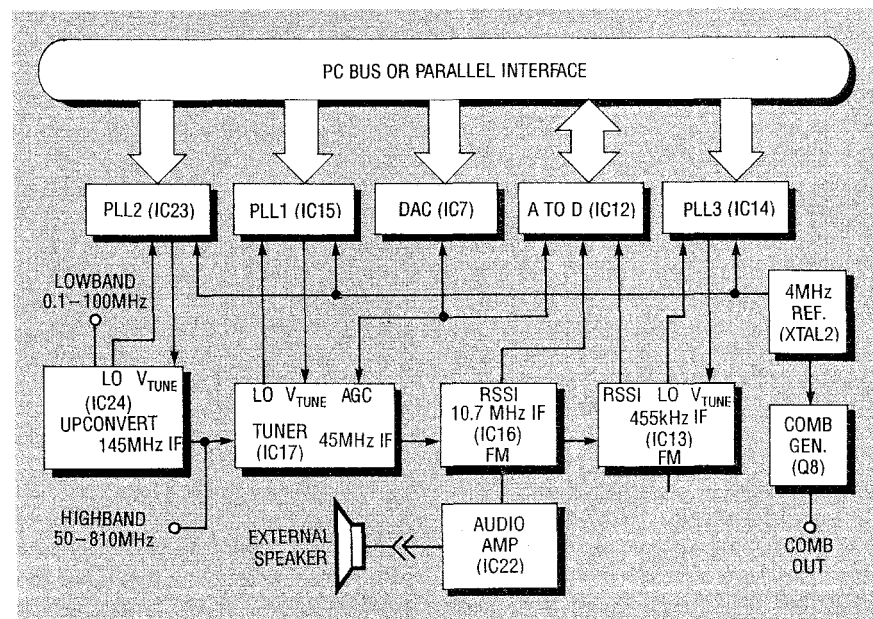 PC BUS OR PARALLEL INTERFACE
PLL2 (IC23)
PLL1 (IC15)
DAC (IC7)
A TO D (IC12)
PLL3 (IC14)
LOWBAND
0.1–100MHz
4MHz
REF.
(XTAL2)
LO VTUNE
(IC24)
UPCONVERT
145MHz IF
LO VTUNE AGC
TUNER 45MHz IF
(IC17)
RSSI
10.7 MHz IF
(IC16)
FM
RSSI LO VTUNE
455kHz IF
(IC13)
FM
COMB
GEN.
(Q8)
HIGHBAND
50–810MHz
EXTERNAL
SPEAKER
AUDIO
AMP
(IC22)
COMB
OUT